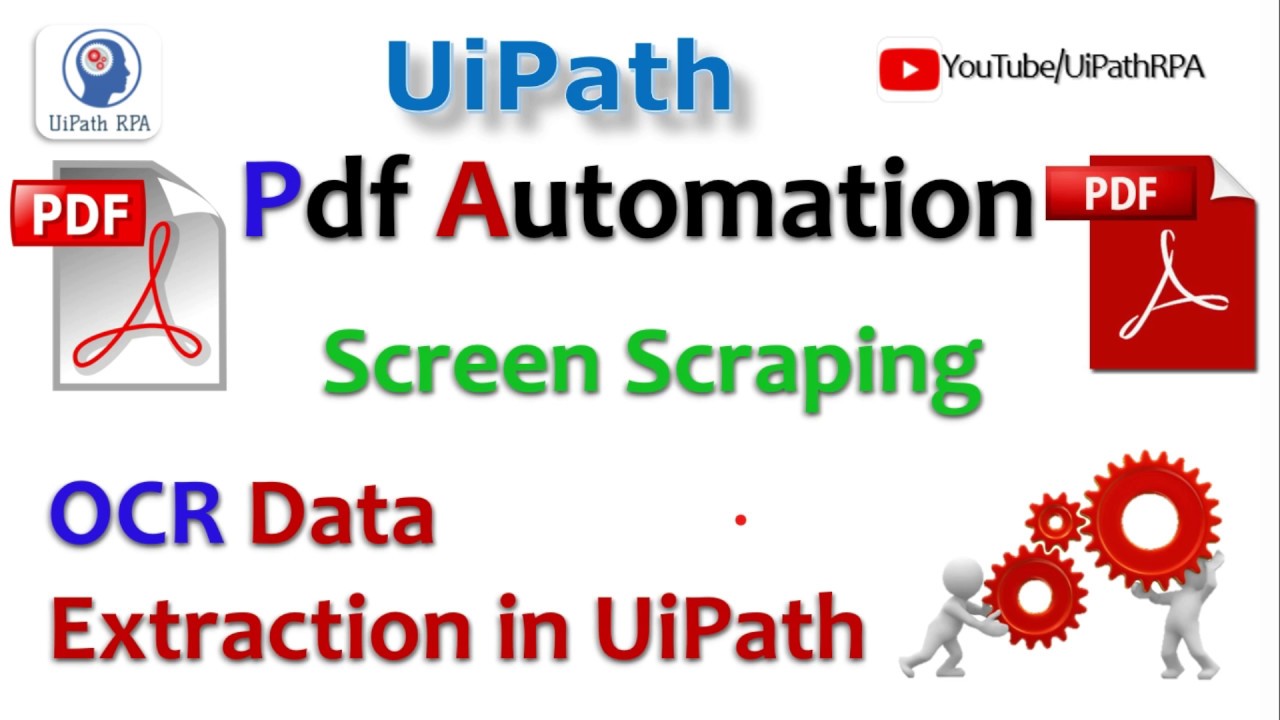 UiPath
YouTube/UiPathRPA
UiPath RPA
Pdf Automation
PDF
PDF
Screen Scraping
OCR Data
Extraction in UiPath